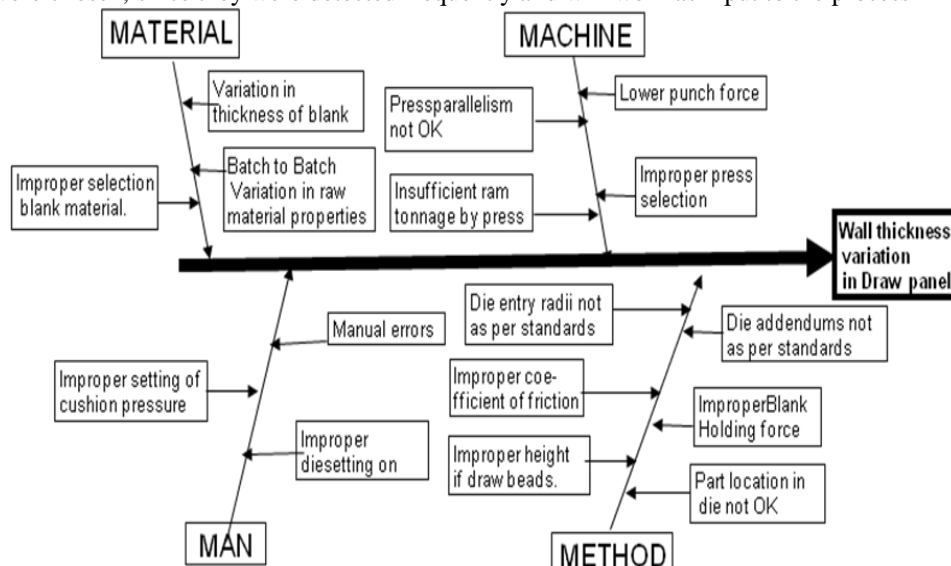 MATERIAL
MACHINE
Variation in
thickness of blank
Batch to Batch
Variation in raw
material properties
Improper selection
blank material.
Pressparallelism
not OK
Lower punch force
Insufficient ram
tonnage by press
Improper press
selection
Wall thickness
variation
in Draw panel
Manual errors
Improper setting of
cushion pressure
Improper
diesetting on
MAN
Die entry radii not
as per standards
Die addendums not
as per standards
Improper coe-
fficient of friction
ImproperBlank
Holding force
Improper height
if draw beads.
Part location in
die not OK
METHOD